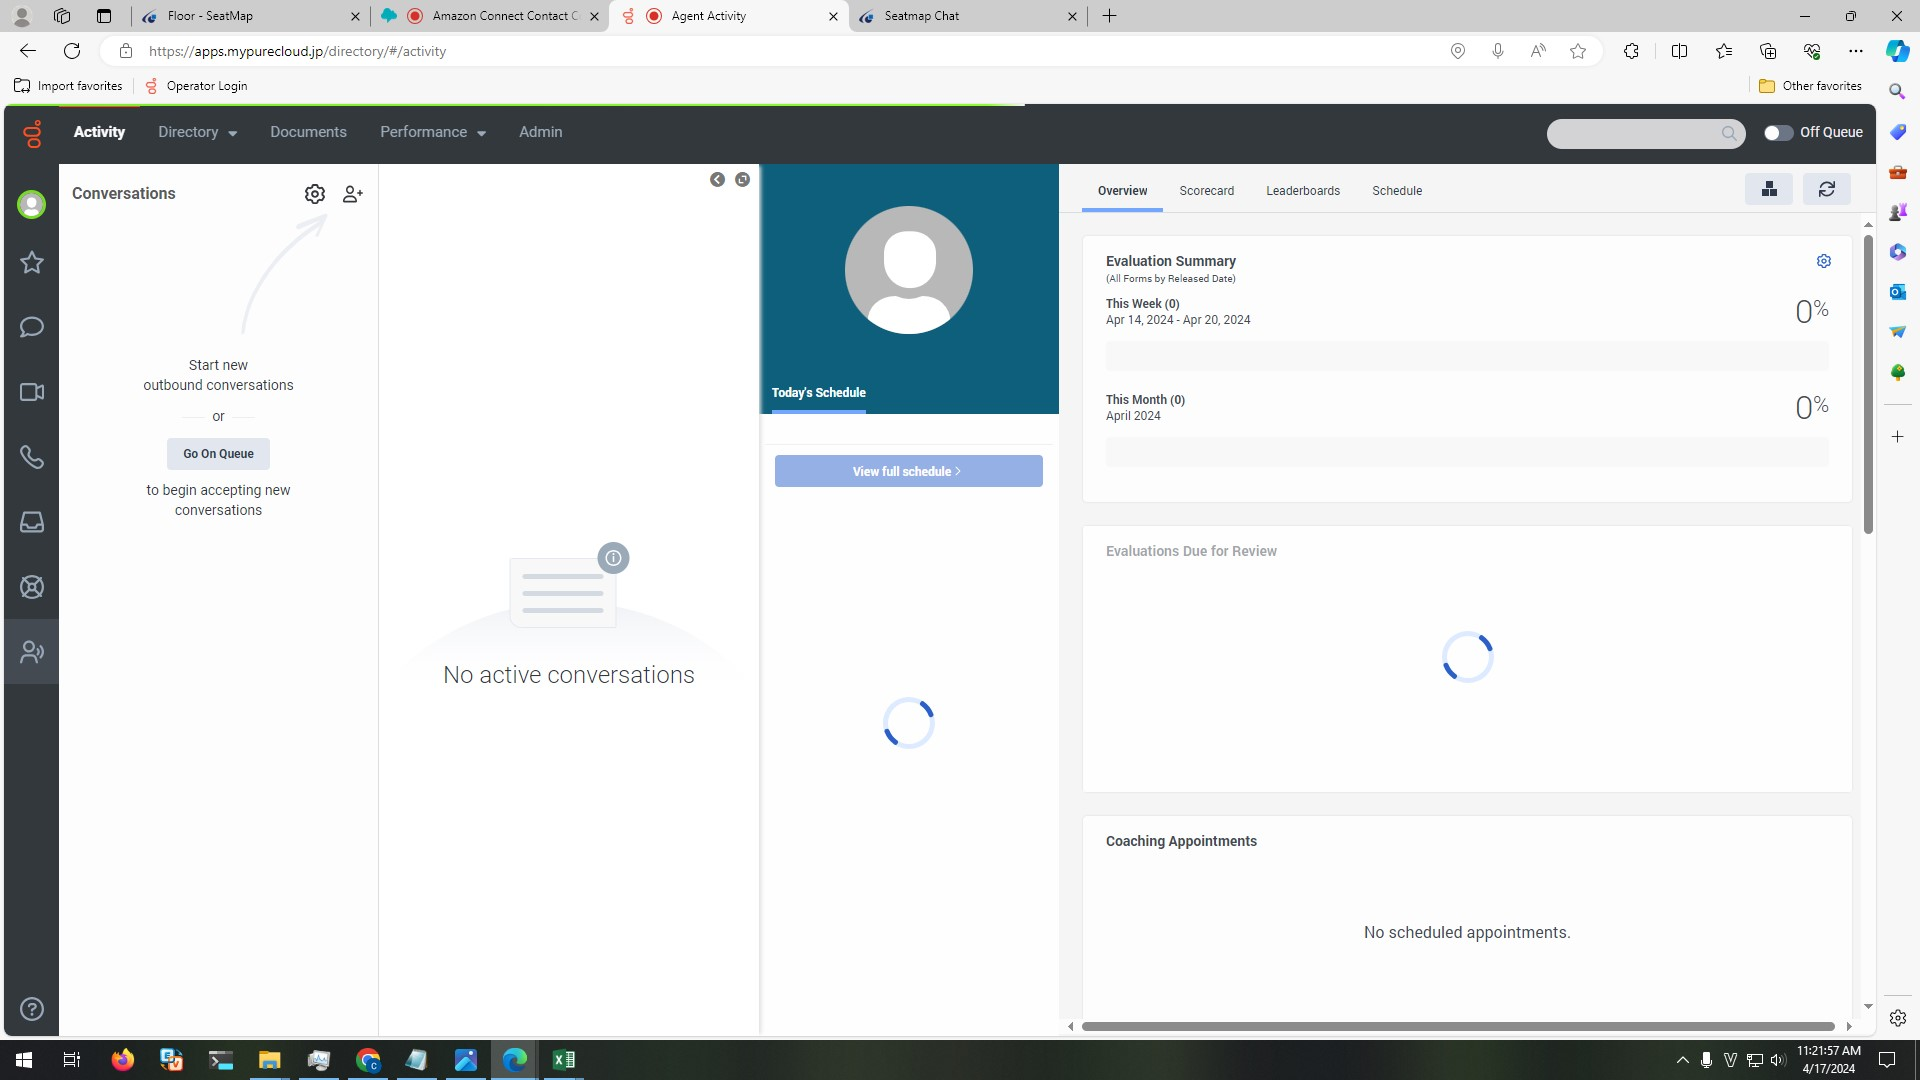 Floor - SeatMap
Amazon Connect Contact C
Agent Activity
Seatmap Chat
https://apps.mypurecloud.jp/directory/#/activity
Import favorites
Operator Login
Other favorites
Activity
Directory
Documents
Performance
Admin
Off Queue
Conversations
Start new
outbound conversations
or
Go On Queue
to begin accepting new
conversations
No active conversations
Today's Schedule
View full schedule
Overview
Scorecard
Leaderboards
Schedule
Evaluation Summary
(All Forms by Released Date)
This Week (0)
Apr 14, 2024 - Apr 20, 2024
0%
This Month (0)
April 2024
0%
Evaluations Due for Review
Coaching Appointments
No scheduled appointments.
11:21:57 AM
4/17/2024